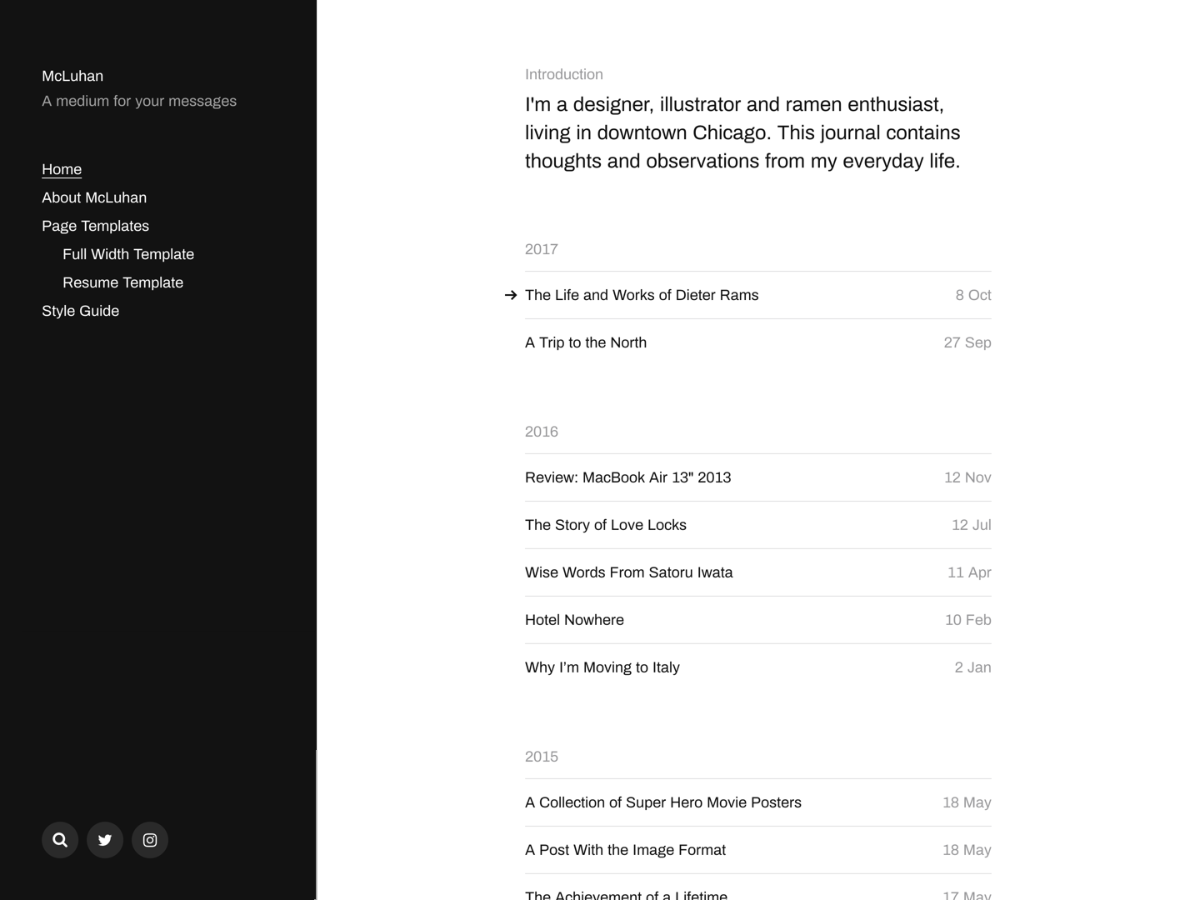 McLuhan
A medium for your messages
Home
About McLuhan
Page Templates
Full Width Template
Resume Template
Style Guide
Introduction
I'm a designer, illustrator and ramen enthusiast,
living in downtown Chicago. This journal contains
thoughts and observations from my everyday life.
2017
The Life and Works of Dieter Rams 8 Oct
A Trip to the North 27 Sep
2016
Review: MacBook Air 13" 2013 12 Nov
The Story of Love Locks 12 Jul
Wise Words From Satoru Iwata 11 Apr
Hotel Nowhere 10 Feb
Why I'm Moving to Italy 2 Jan
2015
A Collection of Super Hero Movie Posters 18 May
A Post With the Image Format 18 May
The Achievement of a Lifetime 17 May